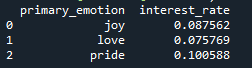 primary_emotion interest_rate
0 joy 0.087562
1 love 0.075769
2 pride 0.100588